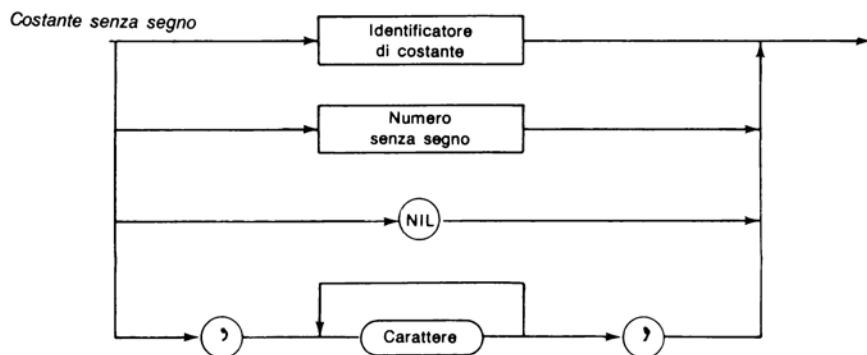 Costante senza segno
Identificatore
di costante
Numero
senza segno
NIL
, Carattere ,